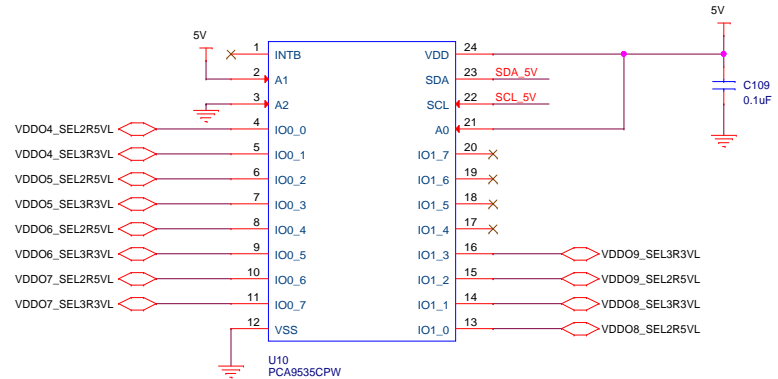 5V
5V
1 INTB VDD 24
2 A1 SDA 23 SDA_5V
3 A2 SCL 22 SCL_5V
C109
0.1uF
VDDO4_SEL2R5VL 4 IO0_0 A0 21
VDDO4_SEL3R3VL 5 IO0_1 IO1_7 20
VDDO5_SEL2R5VL 6 IO0_2 IO1_6 19
VDDO5_SEL3R3VL 7 IO0_3 IO1_5 18
VDDO6_SEL2R5VL 8 IO0_4 IO1_4 17
VDDO6_SEL3R3VL 9 IO0_5 IO1_3 16 VDDO9_SEL3R3VL
VDDO7_SEL2R5VL 10 IO0_6 IO1_2 15 VDDO9_SEL2R5VL
VDDO7_SEL3R3VL 11 IO0_7 IO1_1 14 VDDO8_SEL3R3VL
12 VSS IO1_0 13 VDDO8_SEL2R5VL
U10
PCA9535CPW